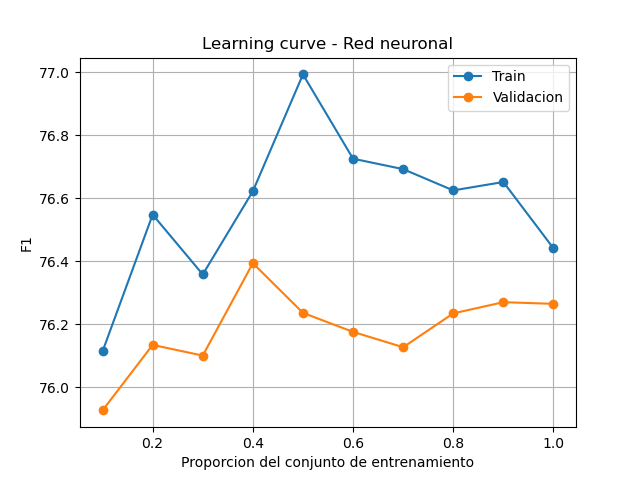 Learning curve - Red neuronal
Train
Validacion
F1
77.0
76.8
76.6
76.4
76.2
76.0
0.2
0.4
0.6
0.8
1.0
Proporcion del conjunto de entrenamiento